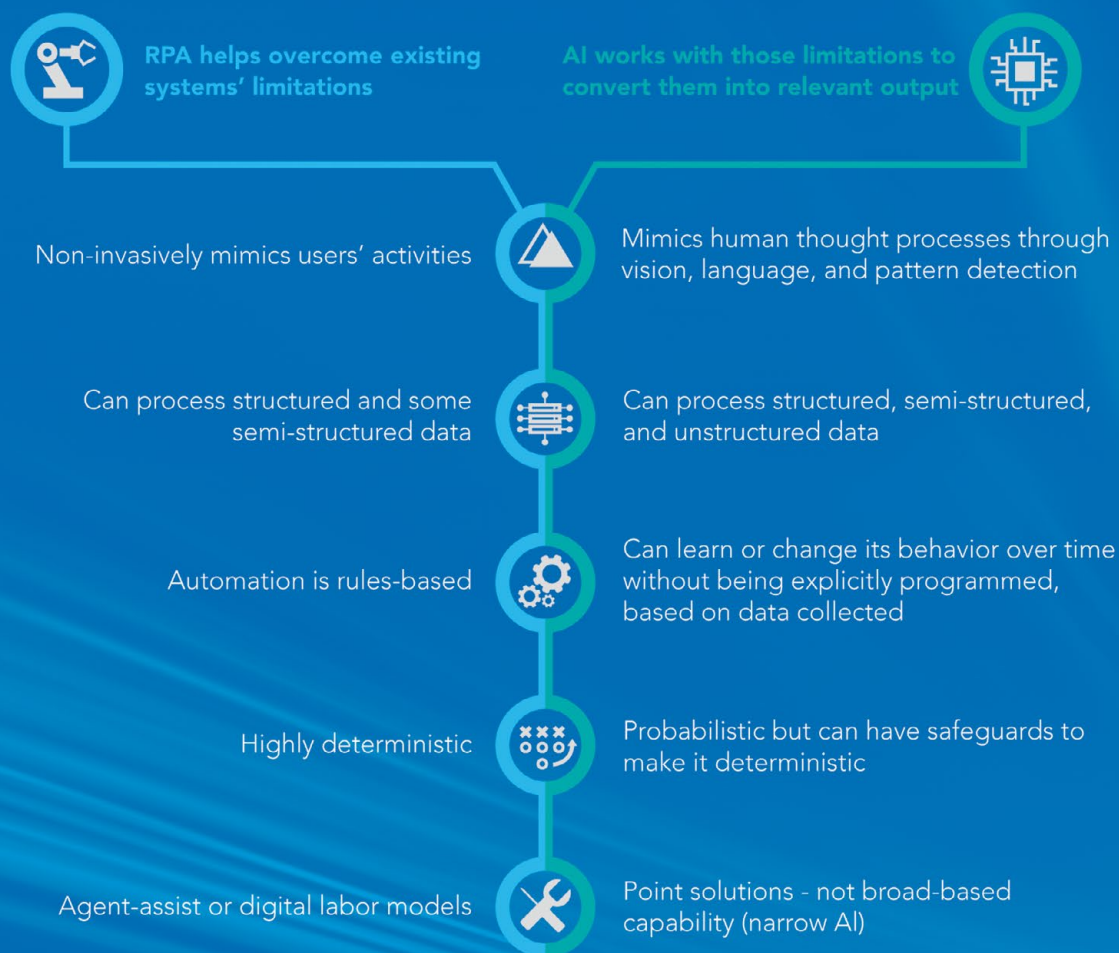 RPA helps overcome existing
systems’ limitations
AI works with those limitations to
convert them into relevant output
Non-invasively mimics users’ activities
Mimics human thought processes through
vision, language, and pattern detection
Can process structured and some
semi-structured data
Can process structured, semi-structured,
and unstructured data
Automation is rules-based
Can learn or change its behavior over time
without being explicitly programmed,
based on data collected
Highly deterministic
Probabilistic but can have safeguards to
make it deterministic
Agent-assist or digital labor models
Point solutions - not broad-based
capability (narrow AI)